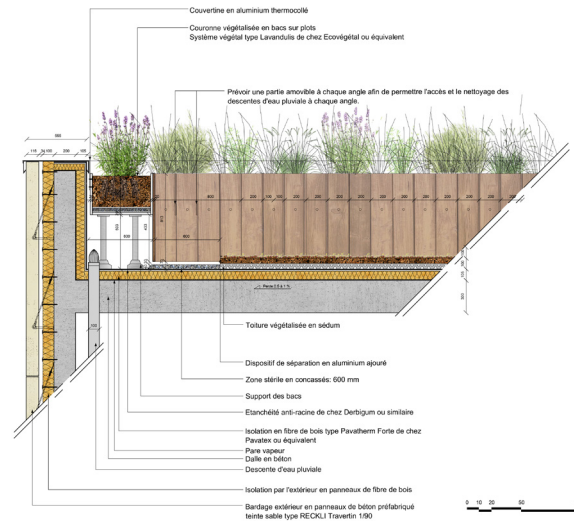 Couvertine en aluminium thermocollé
Couronne végétalisée en bacs sur plots
Système végétal type Lavandulis de chez Ecovégétal ou équivalent
Prévoir une partie amovible à chaque angle afin de permettre l'accès et le nettoyage des
descentes d'eau pluviale à chaque angle.
Toiture végétalisée en sédum
Dispositif de séparation en aluminium ajouré
Zone stérile en concassés: 600 mm
Support des bacs
Etanchéité anti-racine de chez Derbigum ou similaire
Isolation en fibre de bois type Pavatherm Forte de chez
Pavatex ou équivalent
Pare vapeur
Dalle en béton
Descente d'eau pluviale
Isolation par l'extérieur en panneaux de fibre de bois
0 10 20 50
Bardage extérieur en panneaux de béton préfabriqué
teinte sable type RECKLI Travertin 1/90